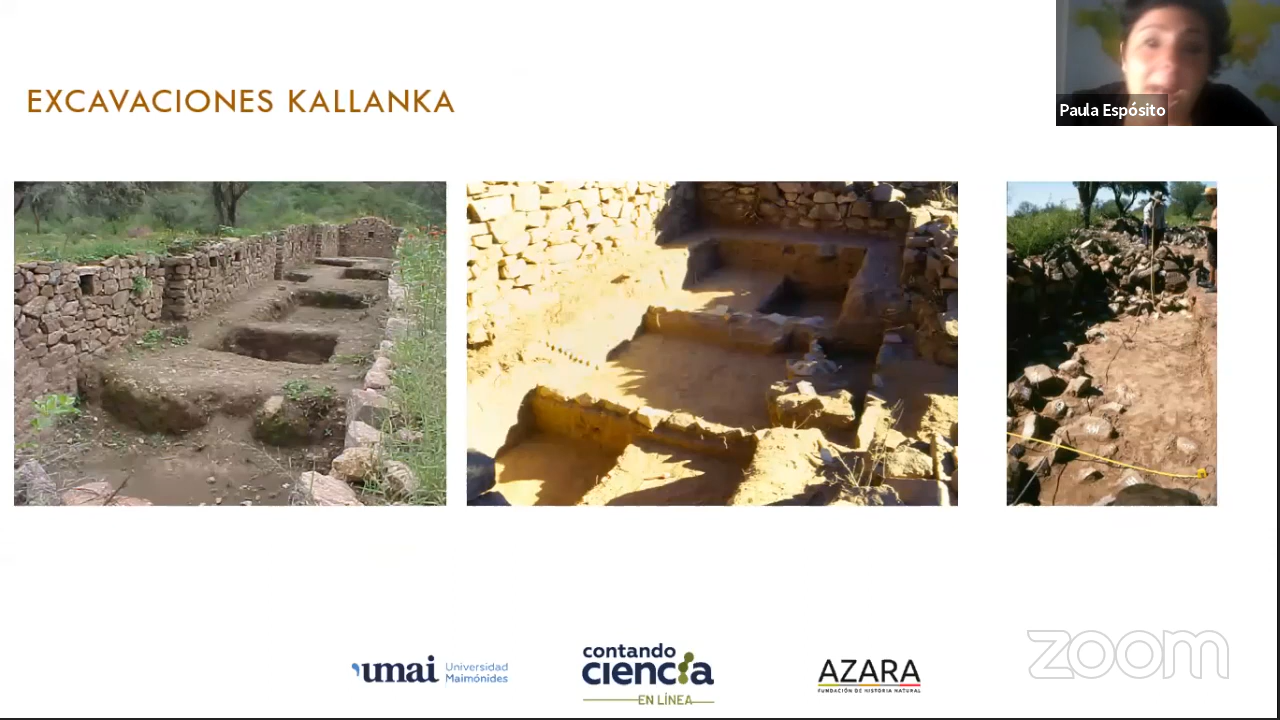 EXCAVACIONES KALLANKA
Paula Espósito
umai Universidad
Maimónides
contando
ciencia
EN LÍNEA
AZARA
FUNDACIÓN DE HISTORIA NATURAL
zoom